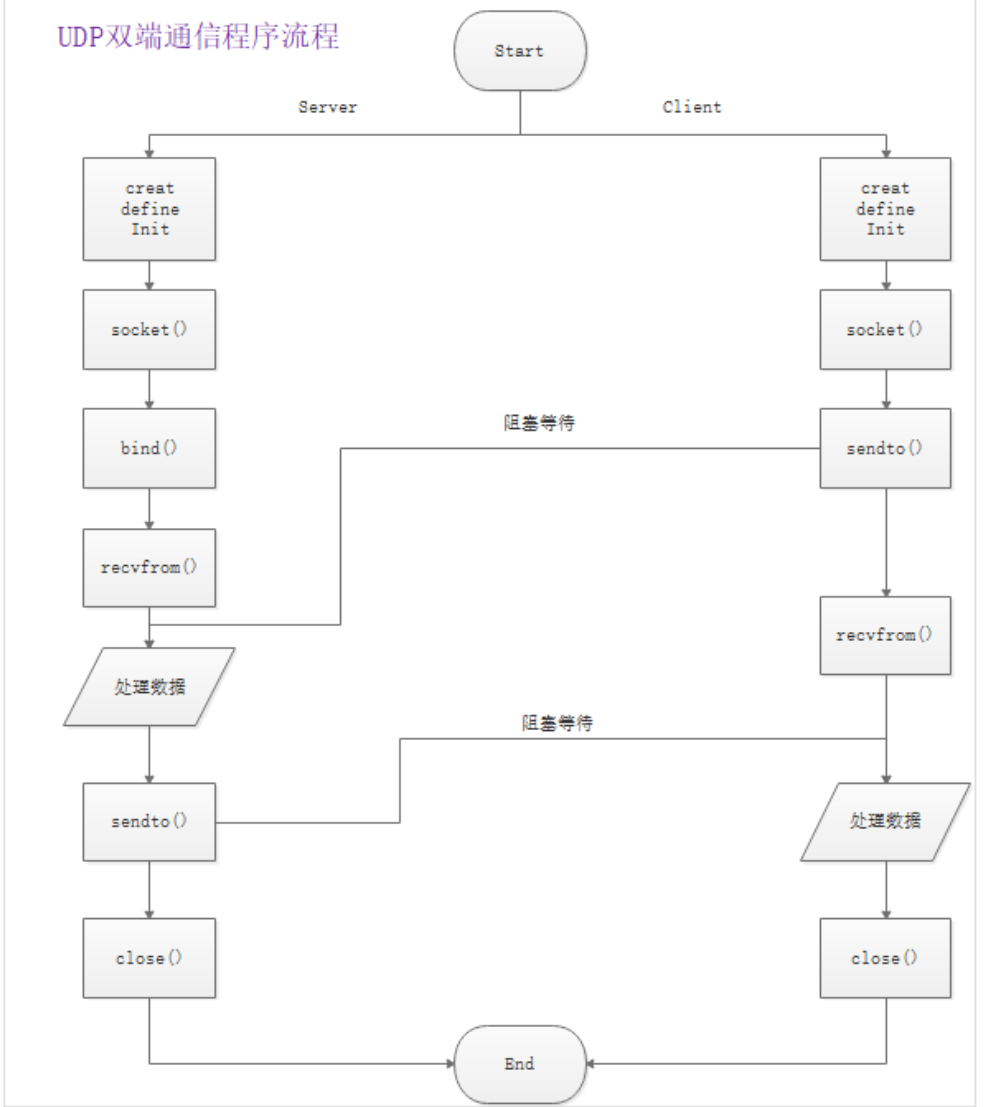 UDP双端通信程序流程
Start
Server
Client
creat
define
Init
creat
define
Init
socket()
socket()
bind()
阻塞等待
sendto()
recvfrom()
recvfrom()
处理数据
阻塞等待
sendto()
处理数据
close()
close()
End